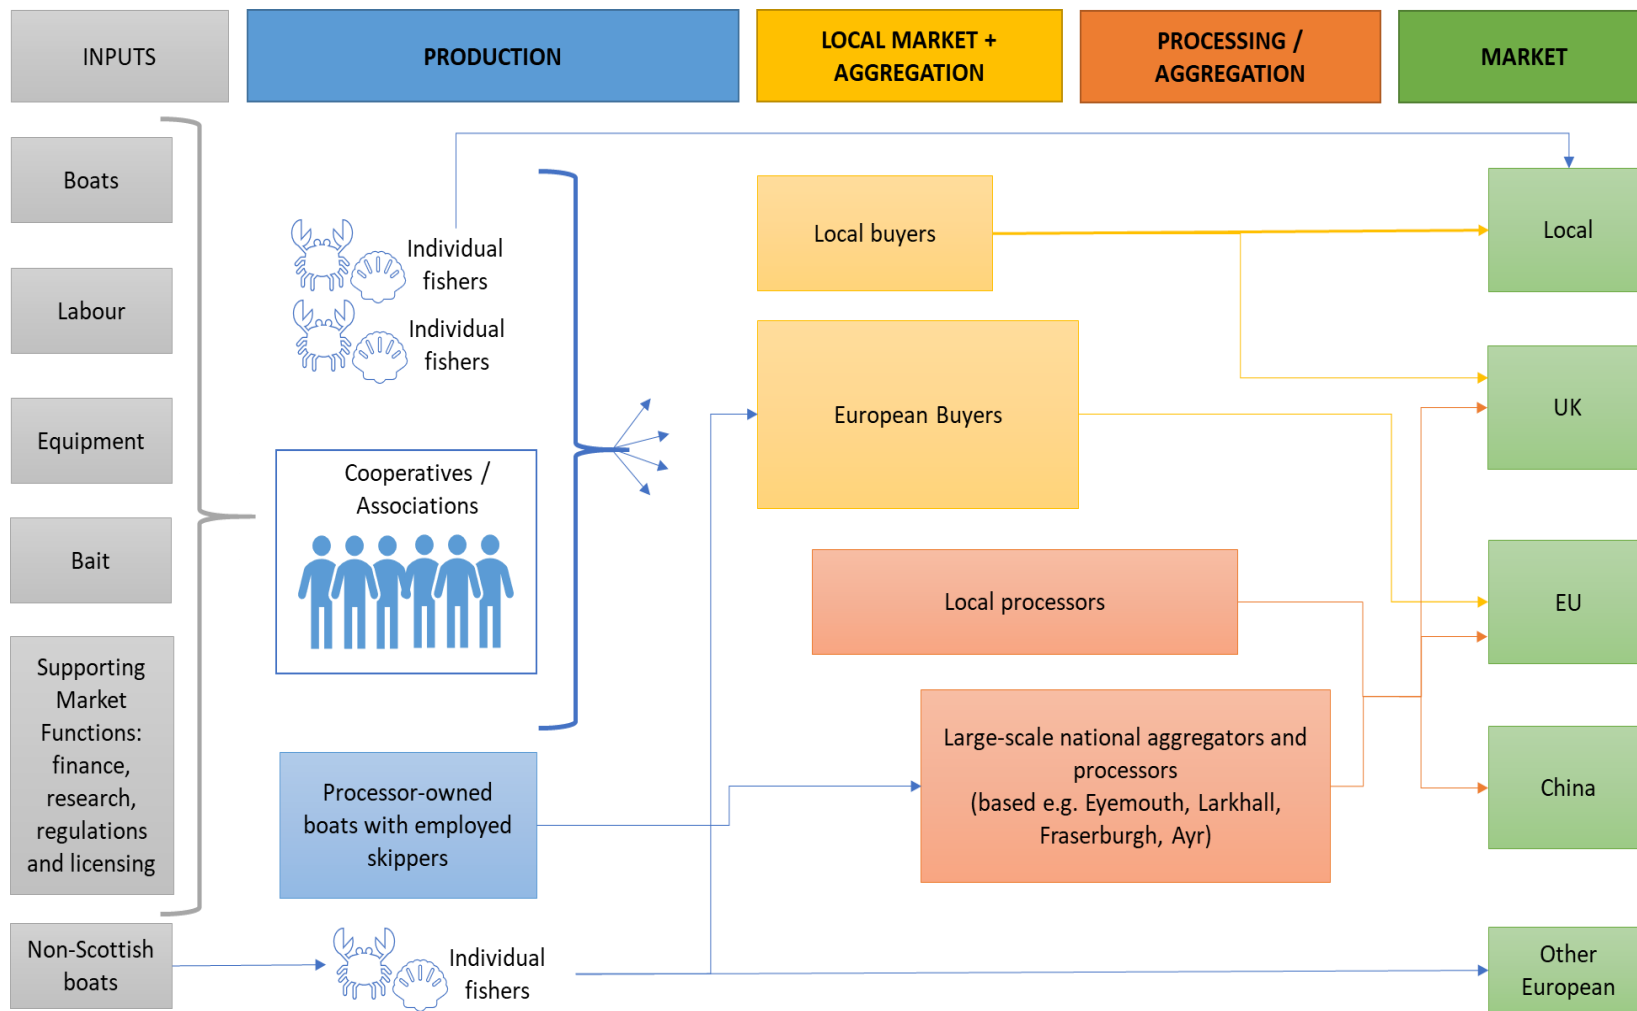 INPUTS
PRODUCTION
LOCAL MARKET +
AGGREGATION
PROCESSING /
AGGREGATION
MARKET
Boats
Labour
Equipment
Bait
Supporting
Market
Functions:
finance,
research,
regulations
and licensing
Non-Scottish
boats
Individual
fishers
Individual
fishers
Cooperatives /
Associations
Processor-owned
boats with employed
skippers
Individual
fishers
Local buyers
European Buyers
Local processors
Large-scale national aggregators and
processors
(based e.g. Eyemouth, Larkhall,
Fraserburgh, Ayr)
Local
UK
EU
China
Other
European